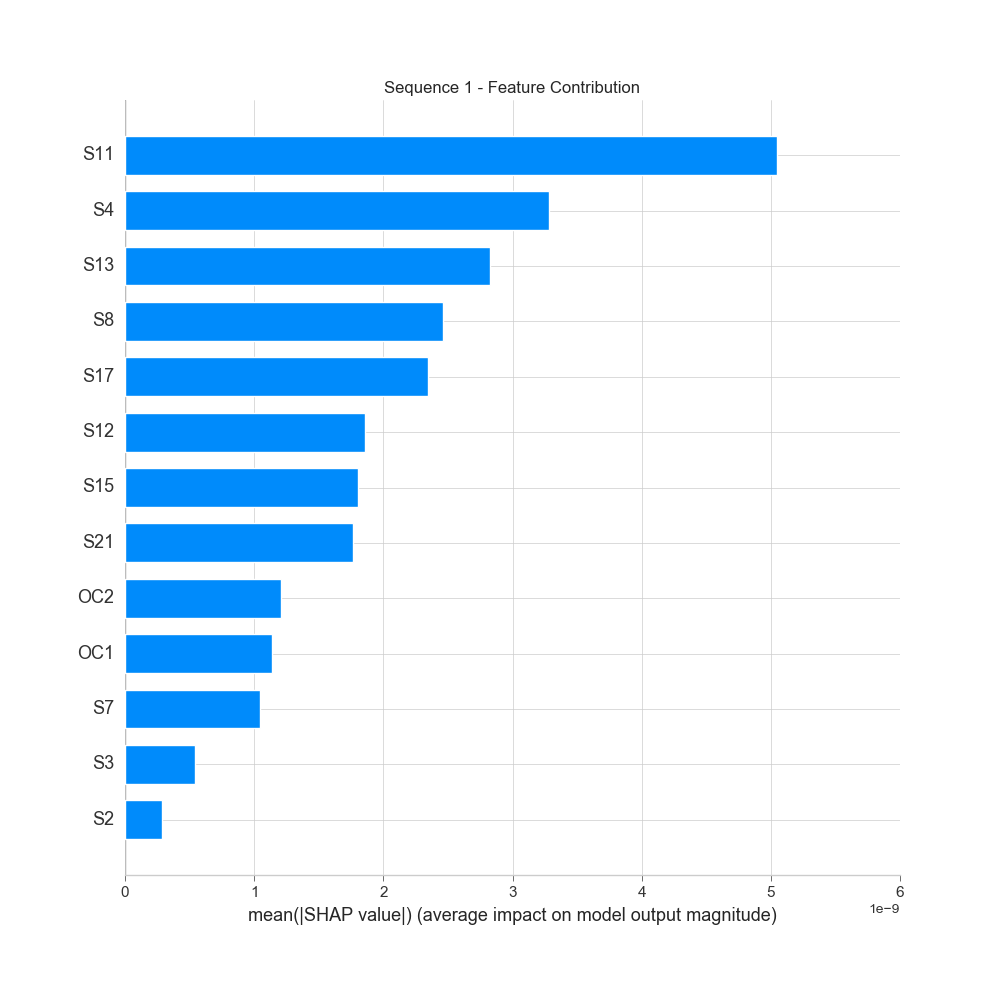 Sequence 1 - Feature Contribution
S11
S4
S13
S8
S17
S12
S15
S21
OC2
OC1
S7
S3
S2
0 1 2 3 4 5 6
1e−9
mean(|SHAP value|) (average impact on model output magnitude)